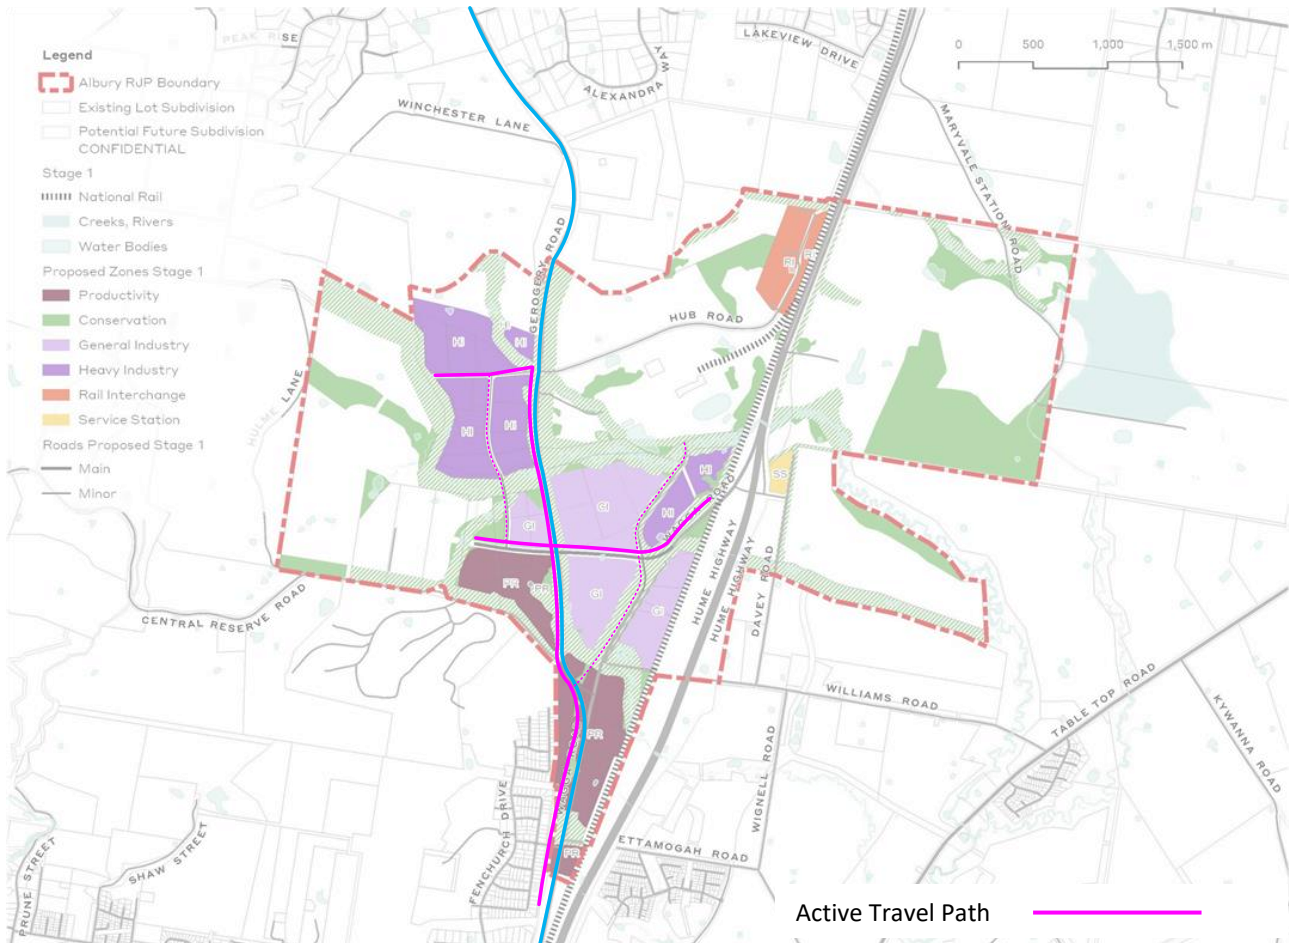 Legend
Albury RJP Boundary
Existing Lot Subdivision
Potential Future Subdivision
CONFIDENTIAL
Stage 1
National Rail
Creeks, Rivers
Water Bodies
Proposed Zones Stage 1
Productivity
Conservation
General Industry
Heavy Industry
Rail Interchange
Service Station
Roads Proposed Stage 1
Main
Minor
PEAK RISE
WINCHESTER LANE
ALEXANDRA WAY
LAKEVIEW DRIVE
0 500 1,000 1,500 m
MARYVALE STATION ROAD
GEROGERY ROAD
HUB ROAD
RI
HI
HI
HI
HI
HULME LANE
HI
HI
SS
GI
GI
GI
GI
PR
PR
HUME HIGHWAY
HUME HIGHWAY
DAVEY ROAD
CENTRAL RESERVE ROAD
WILLIAMS ROAD
TABLE TOP ROAD
KYWANNA ROAD
PR
WIGNELL ROAD
FENCHURCH DRIVE
SHAW STREET
PRUNE STREET
ETTAMOGAH ROAD
PR
Active Travel Path